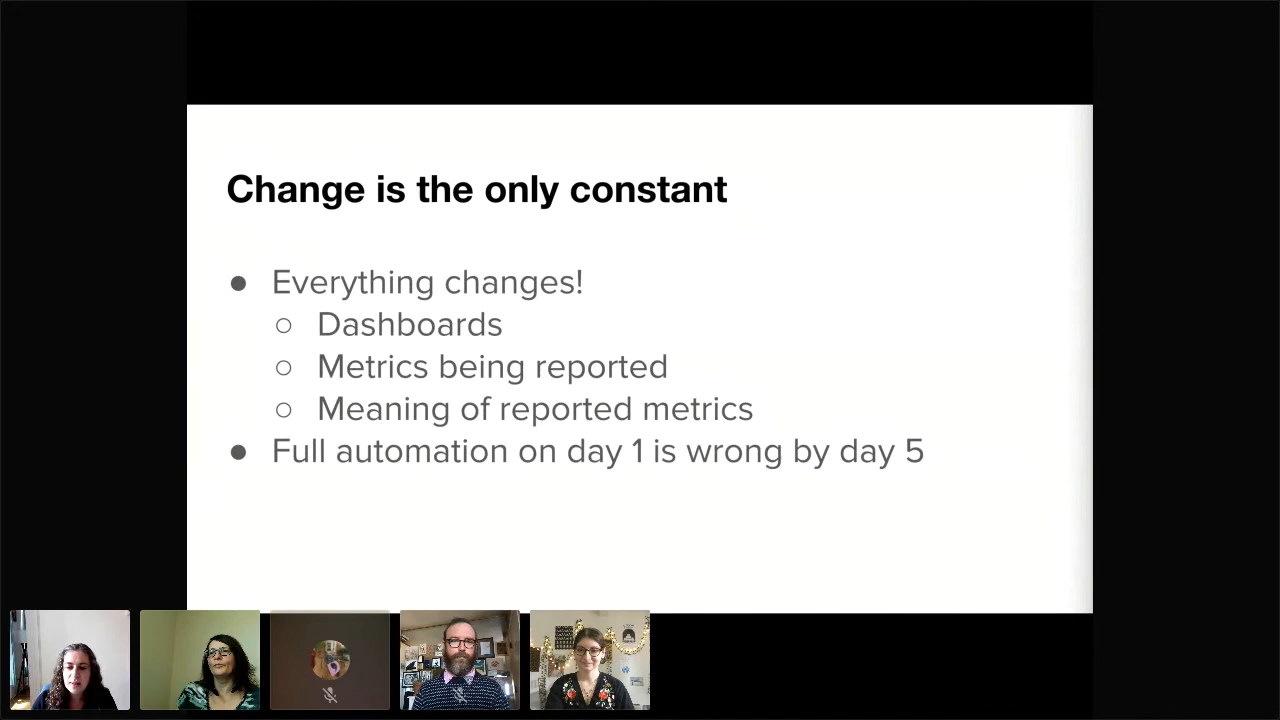 Change is the only constant
● Everything changes!
○ Dashboards
○ Metrics being reported
○ Meaning of reported metrics
● Full automation on day 1 is wrong by day 5